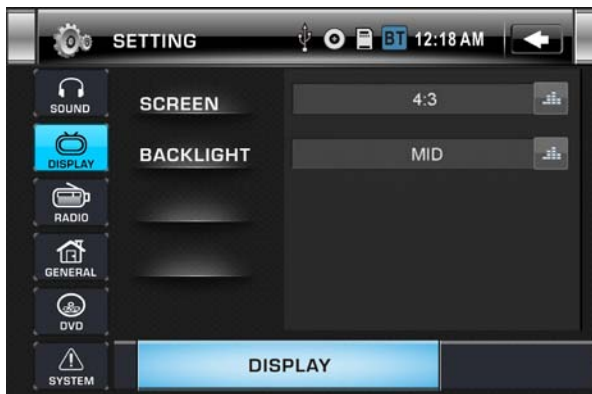 SETTING BT 12:18 AM
SOUND
SCREEN 4:3
DISPLAY
BACKLIGHT MID
RADIO
GENERAL
DVD
SYSTEM
DISPLAY